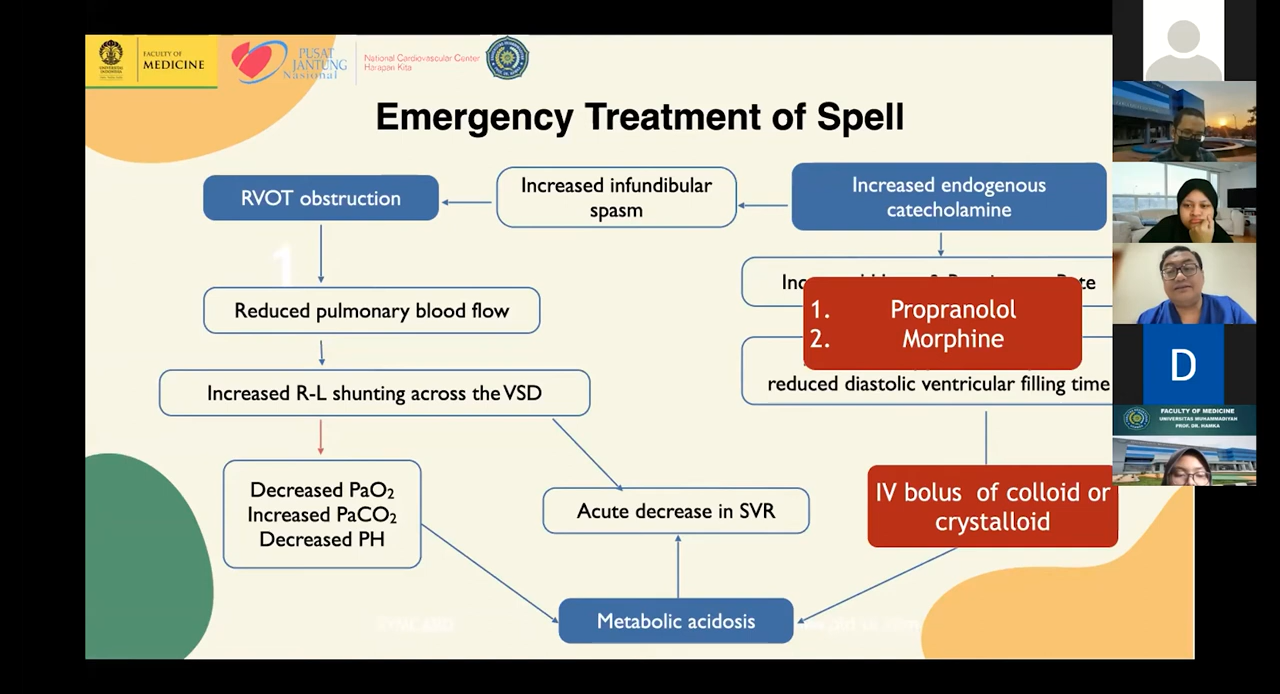 FACULTY OF
MEDICINE
PUSAT
JANTUNG
Nasional
National Cardiovascular Center
Harapan Kita
Emergency Treatment of Spell
RVOT obstruction
Increased infundibular
spasm
Increased endogenous
catecholamine
1
Reduced pulmonary blood flow
1. Propranolol
2. Morphine
reduced diastolic ventricular filling time
Increased R-L shunting across the VSD
Decreased PaO₂
Increased PaCO₂
Decreased PH
Acute decrease in SVR
IV bolus of colloid or
crystalloid
Metabolic acidosis
D
FACULTY OF MEDICINE
UNIVERSITAS MUHAMMADIYAH
PROF. DR. HAMKA